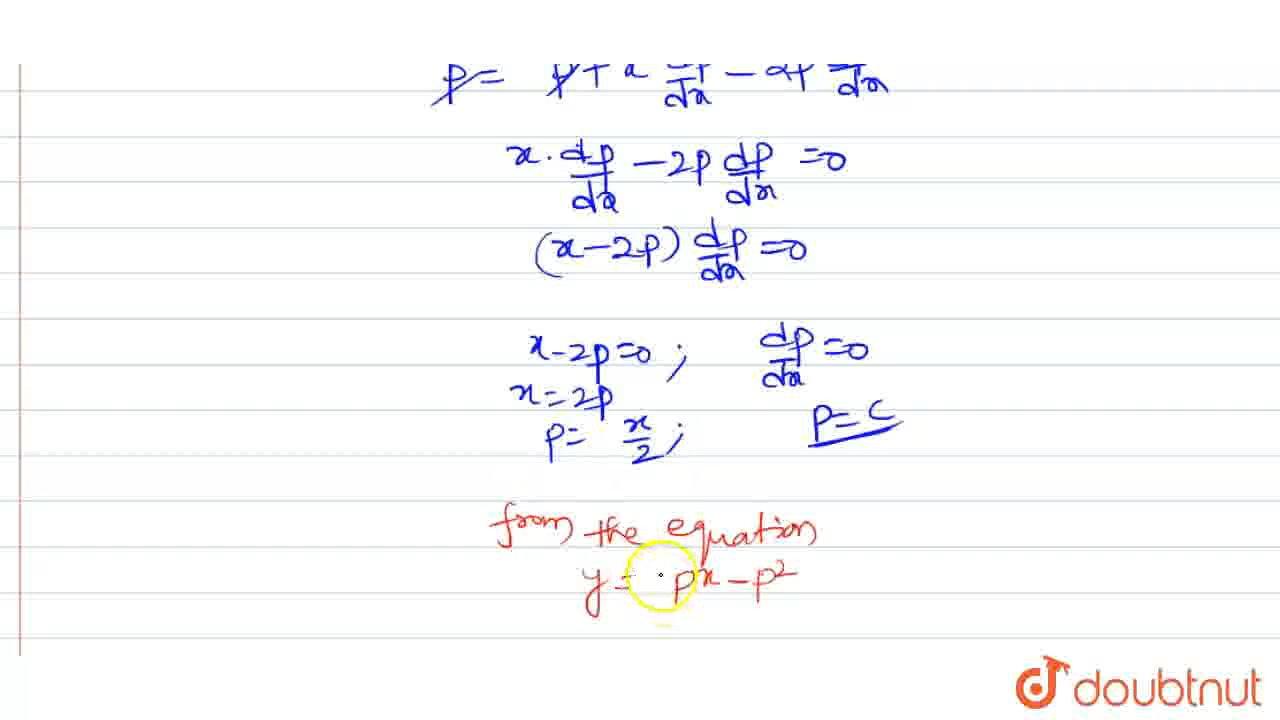 p =
x · dp/dx − 2p dp/dx = 0
(x − 2p) dp/dx = 0
x − 2p = 0 ; dp/dx = 0
x = 2p
p = x/2 ; P = C
from the equation
y = px − p²
doubtnut